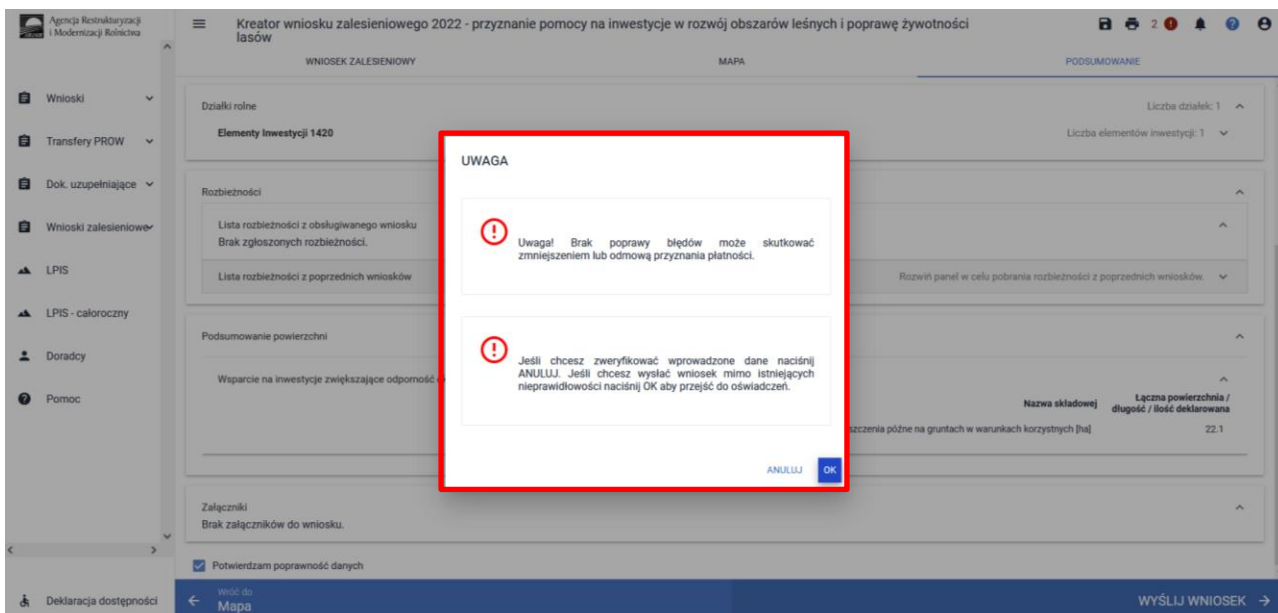 Agencja Restrukturyzacji
i Modernizacji Rolnictwa
Kreator wniosku zalesieniowego 2022 - przyznanie pomocy na inwestycje w rozwój obszarów leśnych i poprawę żywotności
lasów
2
WNIOSEK ZALESIENIOWY
MAPA
PODSUMOWANIE
Wnioski
Transfery PROW
Dok. uzupełniające
Wnioski zalesieniowe
LPIS
LPIS - całoroczny
Doradcy
Pomoc
Deklaracja dostępności
Działki rolne
Liczba działek: 1
Elementy Inwestycji 1420
Liczba elementów inwestycji: 1
Rozbieżności
Lista rozbieżności z obsługiwanego wniosku
Brak zgłoszonych rozbieżności.
Lista rozbieżności z poprzednich wniosków
Rozwiń panel w celu pobrania rozbieżności z poprzednich wniosków.
Podsumowanie powierzchni
Wsparcie na inwestycje zwiększające odporność
Nazwa składowej
Łączna powierzchnia /
długość / ilość deklarowana
późne na gruntach w warunkach korzystnych [ha]
22.1
Załączniki
Brak załączników do wniosku.
Potwierdzam poprawność danych
Wróć do
Mapa
WYŚLIJ WNIOSEK
UWAGA
Uwaga! Brak poprawy błędów może skutkować
zmniejszeniem lub odmową przyznania płatności.
Jeśli chcesz zweryfikować wprowadzone dane naciśnij
ANULUJ. Jeśli chcesz wysłać wniosek mimo istniejących
nieprawidłowości naciśnij OK aby przejść do oświadczeń.
ANULUJ
OK